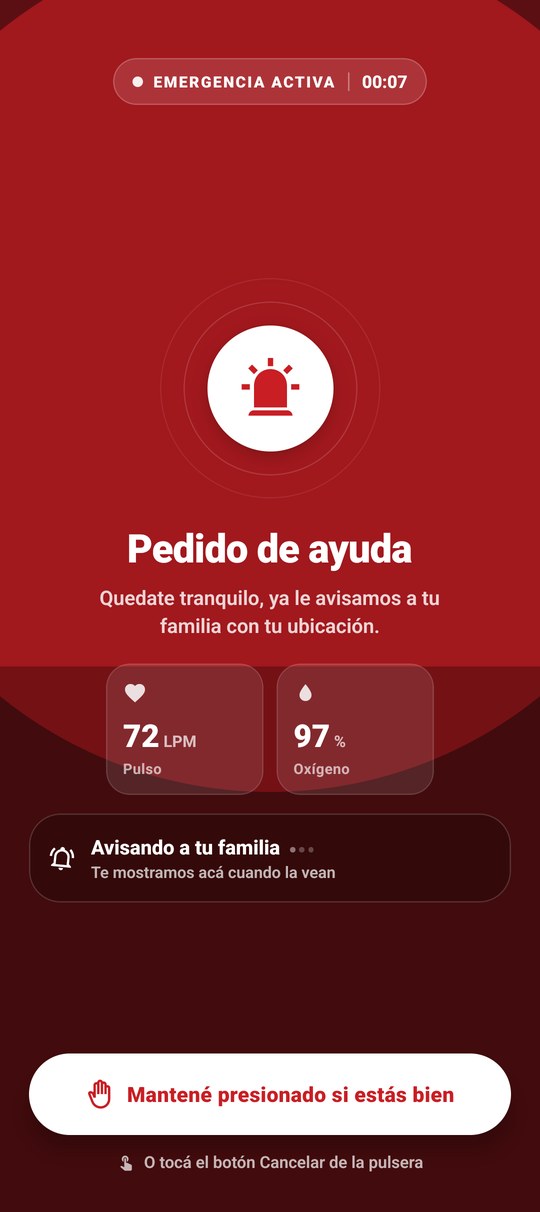 EMERGENCIA ACTIVA 00:07
Pedido de ayuda
Quedate tranquilo, ya le avisamos a tu
familia con tu ubicación.
72 LPM
Pulso
97 %
Oxígeno
Avisando a tu familia
Te mostramos acá cuando la vean
Mantené presionado si estás bien
O tocá el botón Cancelar de la pulsera